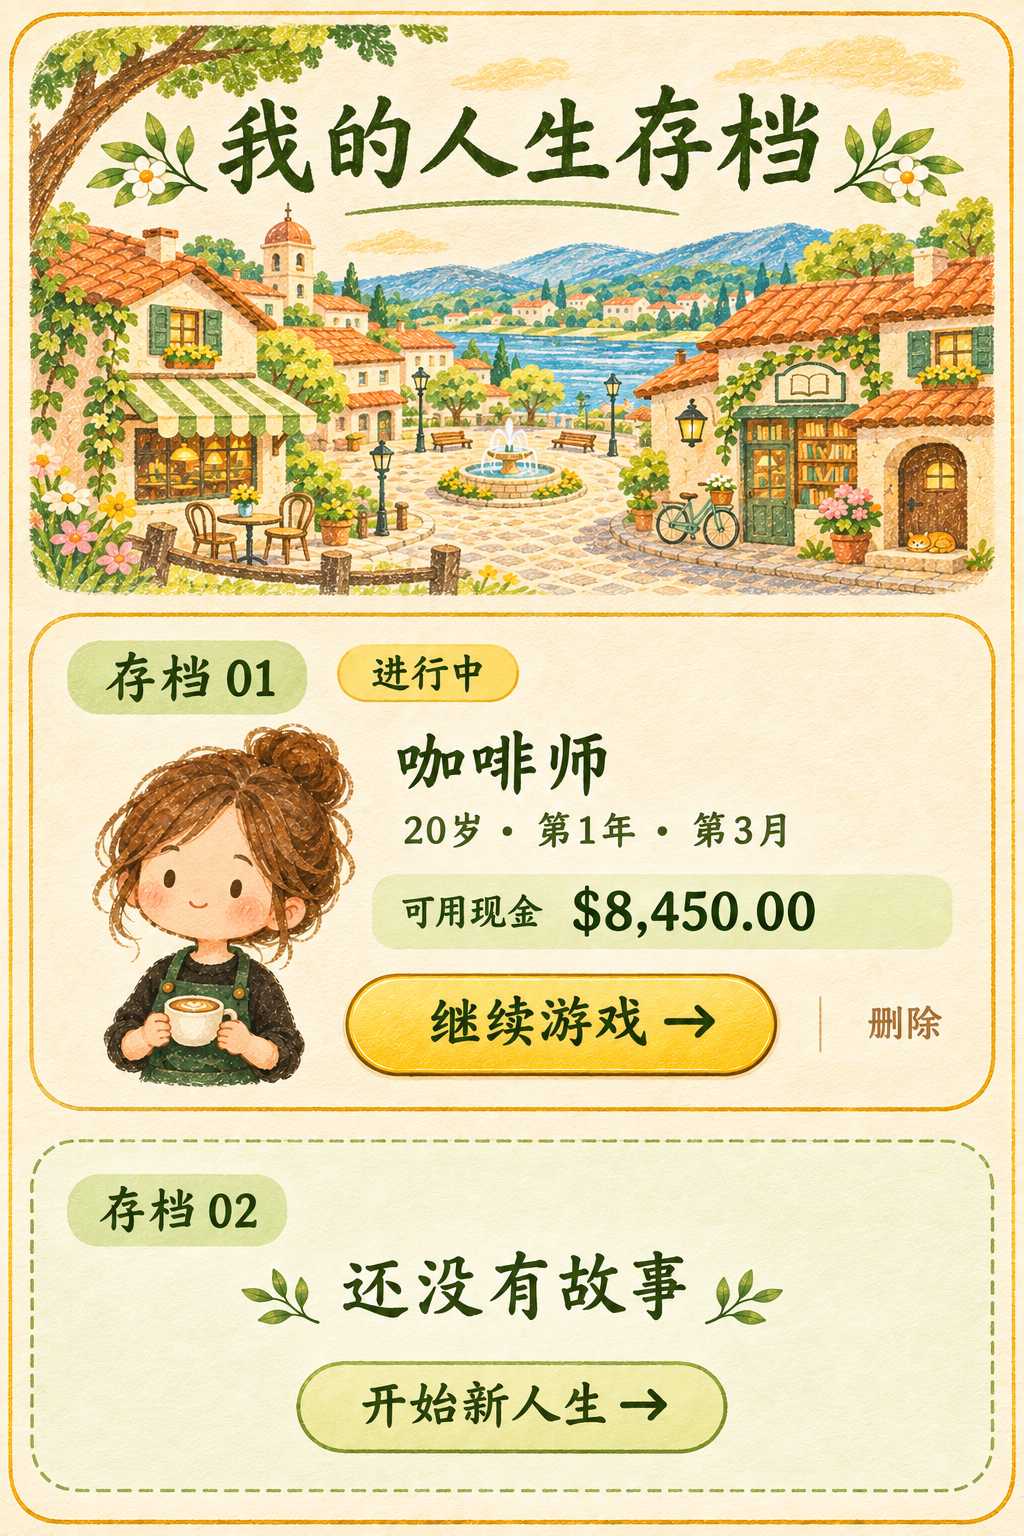 我的人生存档
存档 01
进行中
咖啡师
20岁 · 第1年 · 第3月
可用现金 $8,450.00
继续游戏 →
删除
存档 02
还没有故事
开始新人生 →